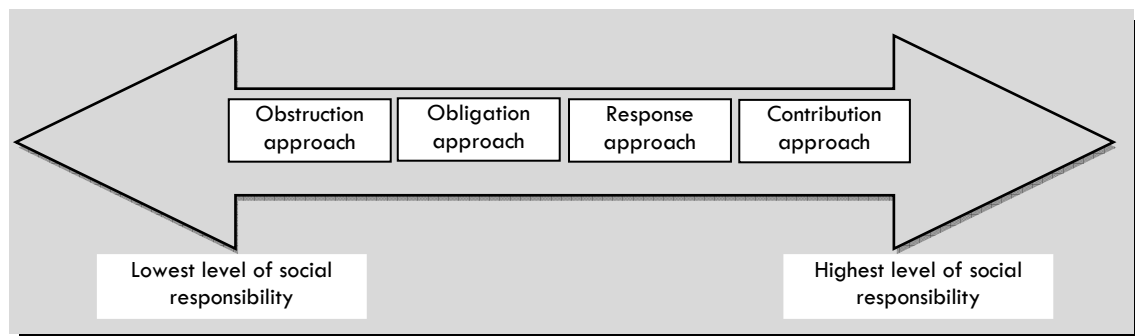 Obstruction
approach
Obligation
approach
Response
approach
Contribution
approach
Lowest level of social
responsibility
Highest level of social
responsibility